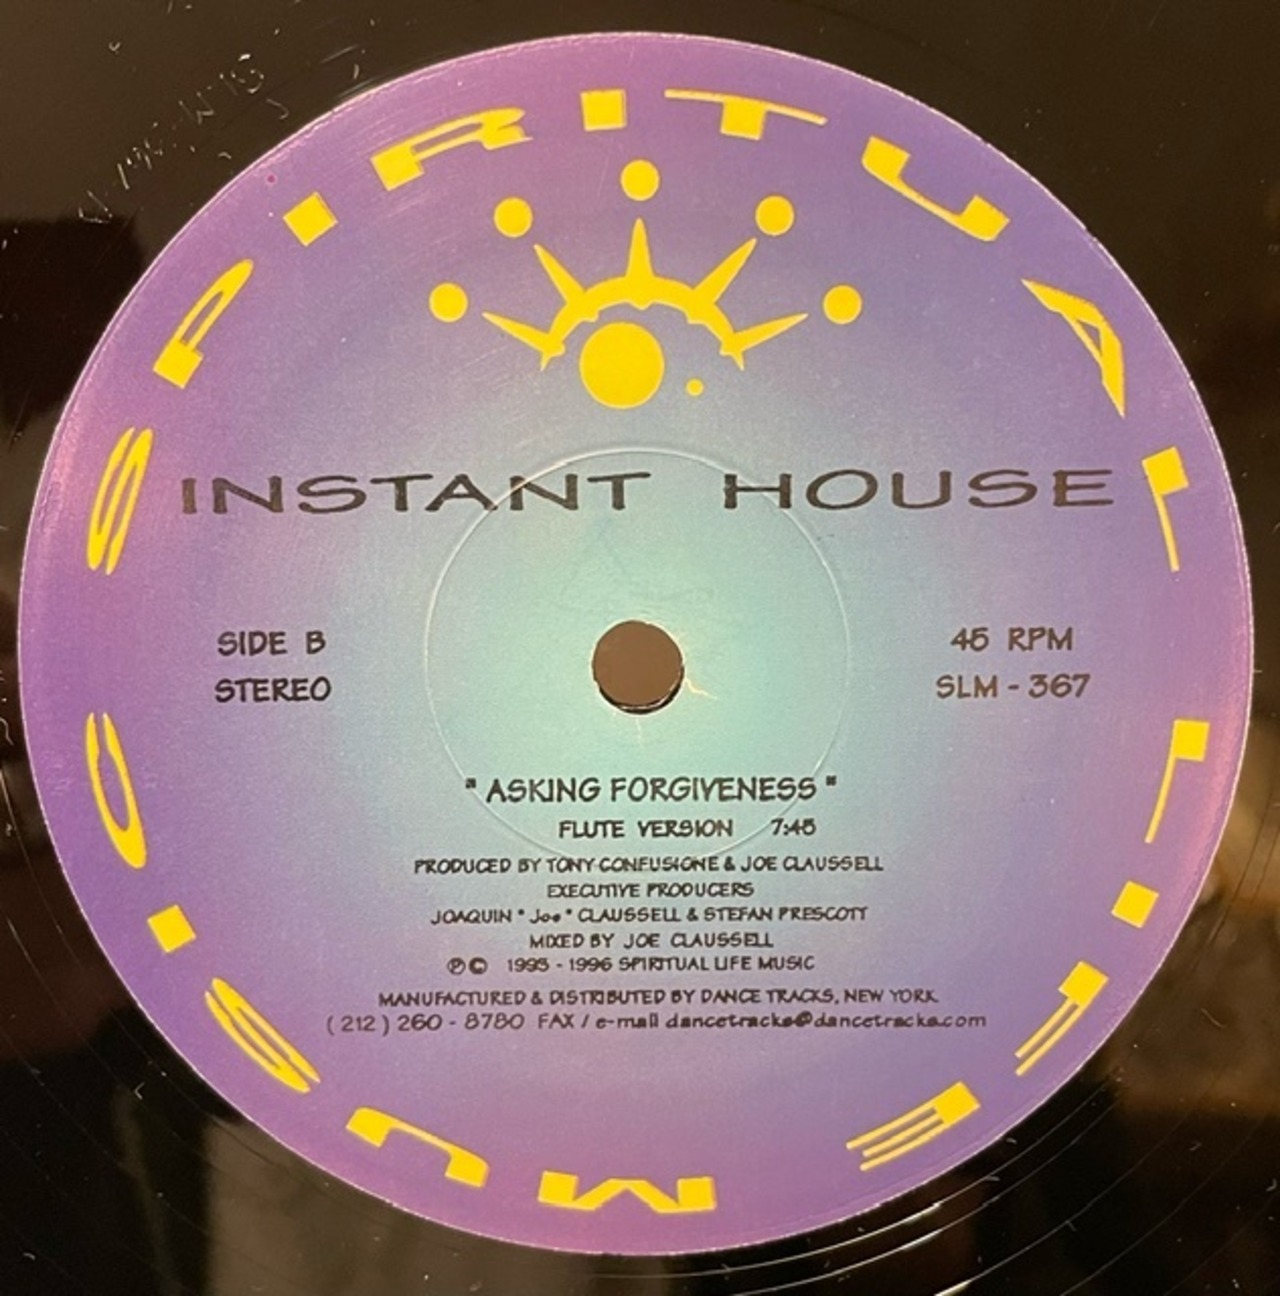 SPIRITUAL LIFE MUSIC
INSTANT HOUSE
SIDE B
STEREO
45 RPM
SLM - 367
" ASKING FORGIVENESS "
FLUTE VERSION 7:45
PRODUCED BY TONY CONFUSIONE & JOE CLAUSSELL
EXECUTIVE PRODUCERS
JOAQUIN " Joe " CLAUSSELL & STEFAN PRESCOTT
MIXED BY JOE CLAUSSELL
℗ © 1993 - 1996 SPIRITUAL LIFE MUSIC
MANUFACTURED & DISTRIBUTED BY DANCE TRACKS, NEW YORK
( 212 ) 260 - 8780 FAX / e-mail dancetracks@dancetracks.com